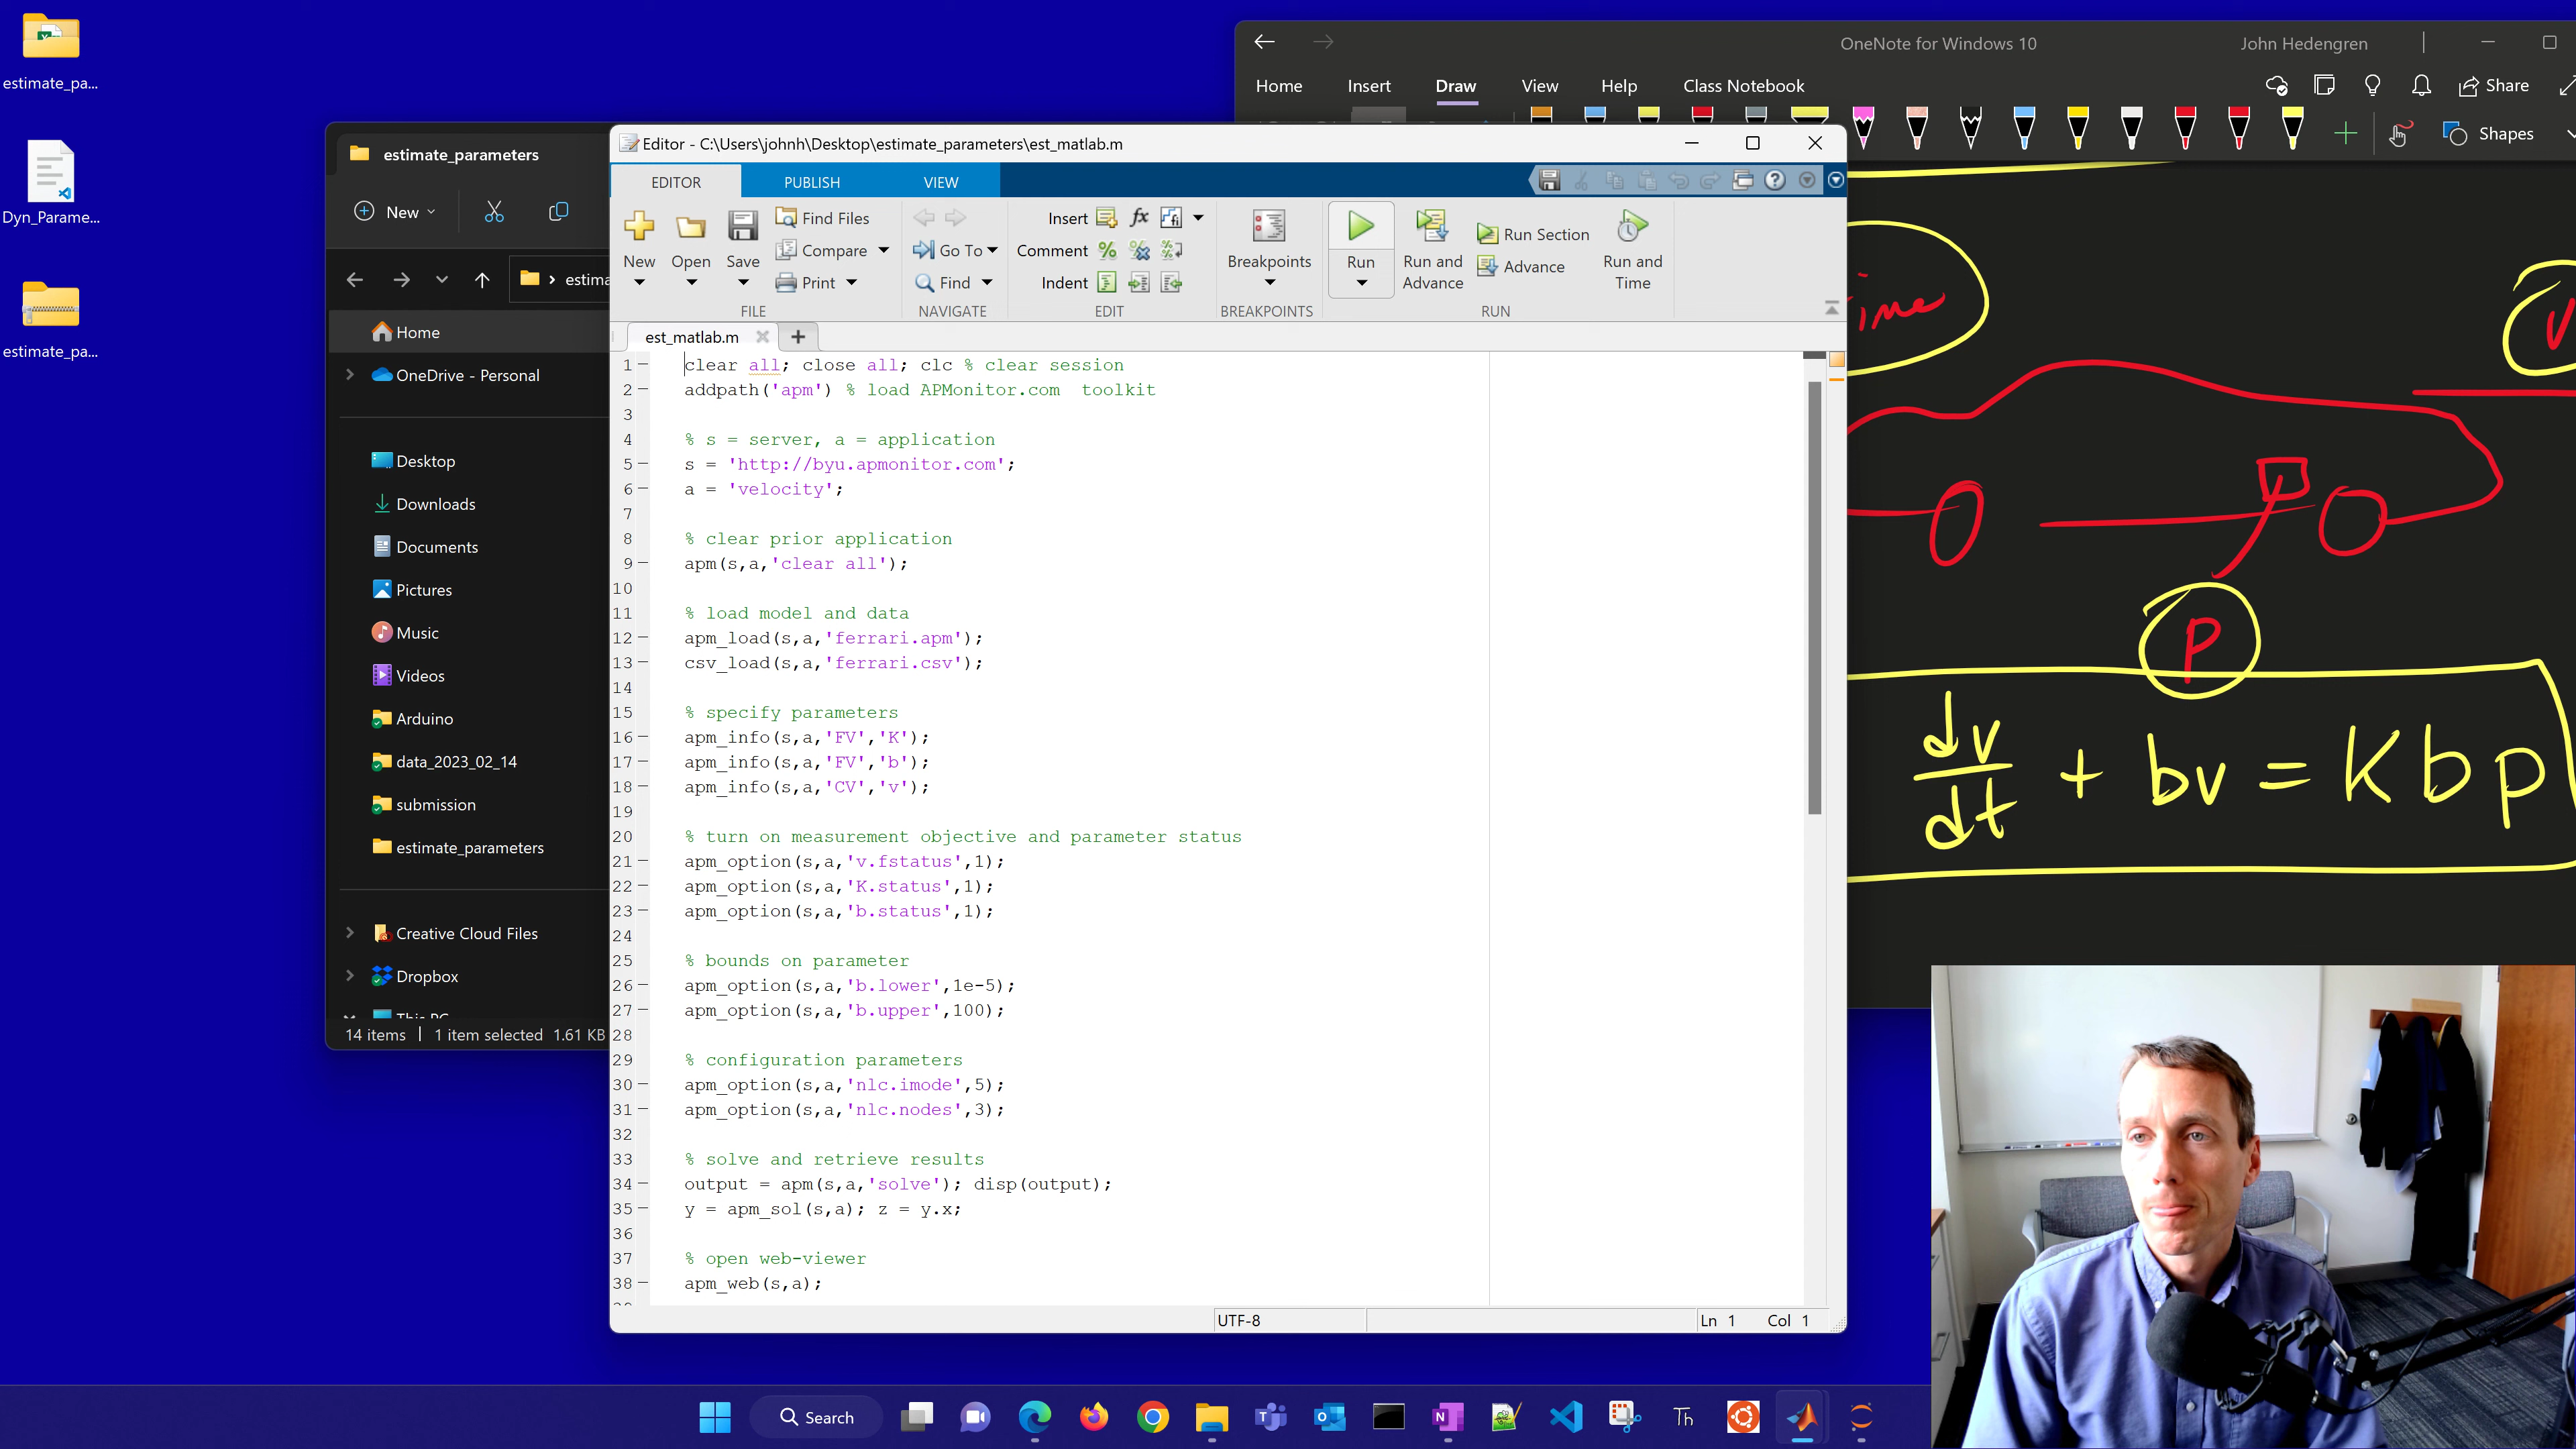 estimate_pa...
Dyn_Parame...
estimate_pa...
estimate_parameters
New
estima
Home
OneDrive - Personal
Desktop
Downloads
Documents
Pictures
Music
Videos
Arduino
data_2023_02_14
submission
estimate_parameters
Creative Cloud Files
Dropbox
This PC
14 items | 1 item selected 1.61 KB
Editor - C:\Users\johnh\Desktop\estimate_parameters\est_matlab.m
EDITOR PUBLISH VIEW
New
Open
Save
Find Files
Compare
Print
FILE
Go To
Find
NAVIGATE
Insert
Comment
Indent
EDIT
Breakpoints
BREAKPOINTS
Run
Run and
Advance
Run Section
Advance
Run and
Time
RUN
est_matlab.m
1 clear all; close all; clc % clear session
2 addpath('apm') % load APMonitor.com  toolkit
3
4 % s = server, a = application
5 s = 'http://byu.apmonitor.com';
6 a = 'velocity';
7
8 % clear prior application
9 apm(s,a,'clear all');
10
11 % load model and data
12 apm_load(s,a,'ferrari.apm');
13 csv_load(s,a,'ferrari.csv');
14
15 % specify parameters
16 apm_info(s,a,'FV','K');
17 apm_info(s,a,'FV','b');
18 apm_info(s,a,'CV','v');
19
20 % turn on measurement objective and parameter status
21 apm_option(s,a,'v.fstatus',1);
22 apm_option(s,a,'K.status',1);
23 apm_option(s,a,'b.status',1);
24
25 % bounds on parameter
26 apm_option(s,a,'b.lower',1e-5);
27 apm_option(s,a,'b.upper',100);
28
29 % configuration parameters
30 apm_option(s,a,'nlc.imode',5);
31 apm_option(s,a,'nlc.nodes',3);
32
33 % solve and retrieve results
34 output = apm(s,a,'solve'); disp(output);
35 y = apm_sol(s,a); z = y.x;
36
37 % open web-viewer
38 apm_web(s,a);
UTF-8
Ln 1 Col 1
OneNote for Windows 10
John Hedengren
Home Insert Draw View Help Class Notebook
Share
Shapes
v
p
dv/dt + bv = Kbp
Search